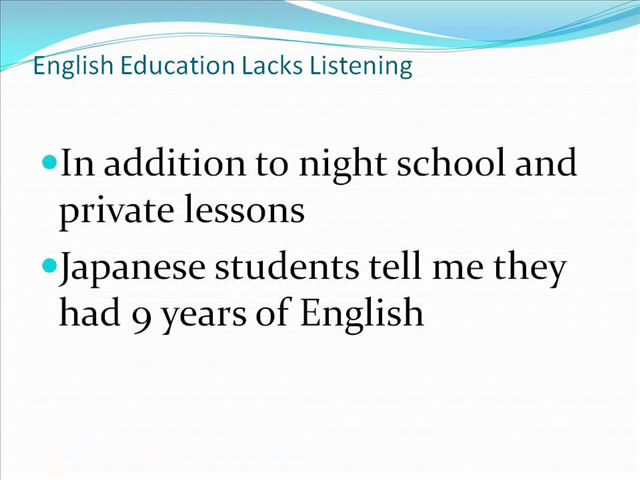 English Education Lacks Listening
In addition to night school and
private lessons
Japanese students tell me they
had 9 years of English